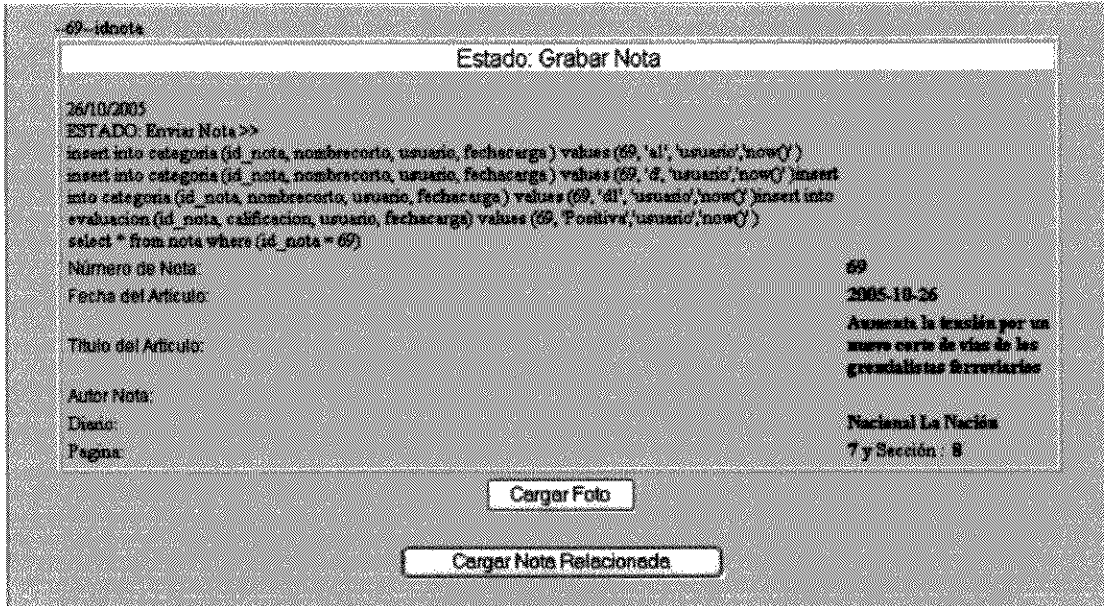 --69--idnota
Estado: Grabar Nota
26/10/2005
ESTADO: Enviar Nota >>
insert into categoria (id_nota, nombrecorto, usuario, fechacarga ) values (69, 'a1', 'usuario','now()' )
insert into categoria (id_nota, nombrecorto, usuario, fechacarga ) values (69, 'd', 'usuario','now()' )insert
into categoria (id_nota, nombrecorto, usuario, fechacarga ) values (69, 'd1', 'usuario','now()' )insert into
evaluacion (id_nota, calificacion, usuario, fechacarga) values (69, 'Positiva','usuario','now()' )
select * from nota where (id_nota = 69)
Número de Nota: 69
Fecha del Articulo: 2005-10-26
Titulo del Articulo: Aumenta la tensión por un
nuevo corte de vías de los
gremialistas ferroviarios
Autor Nota:
Diario: Nacional La Nación
Pagina: 7 y Sección : 8
Cargar Foto
Cargar Nota Relacionada